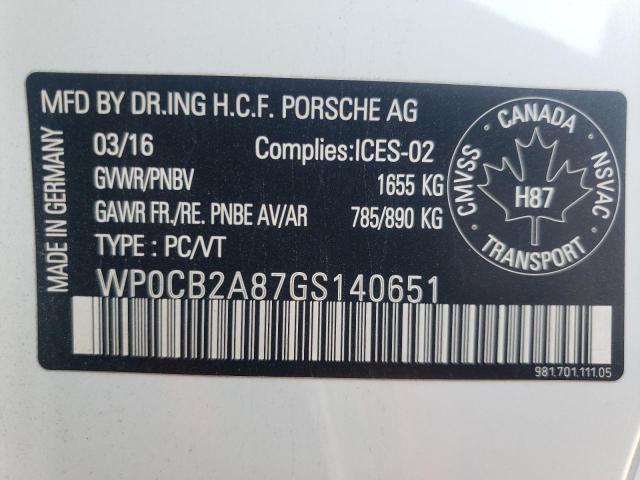 MFD BY DR.ING H.C.F. PORSCHE AG
MADE IN GERMANY
03/16 Complies:ICES-02
GVWR/PNBV 1655 KG
GAWR FR./RE. PNBE AV/AR 785/890 KG
TYPE : PC/VT
WP0CB2A87GS140651
CANADA
CMVSS
NSVAC
H87
TRANSPORT
981.701.111.05